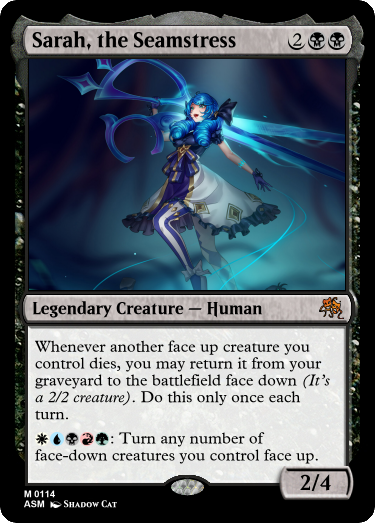 Sarah, the Seamstress 2
Legendary Creature — Human
Whenever another face up creature you
control dies, you may return it from your
graveyard to the battlefield face down (It's
a 2/2 creature). Do this only once each
turn.
: Turn any number of
face-down creatures you control face up.
2/4
M 0114
ASM Shadow Cat